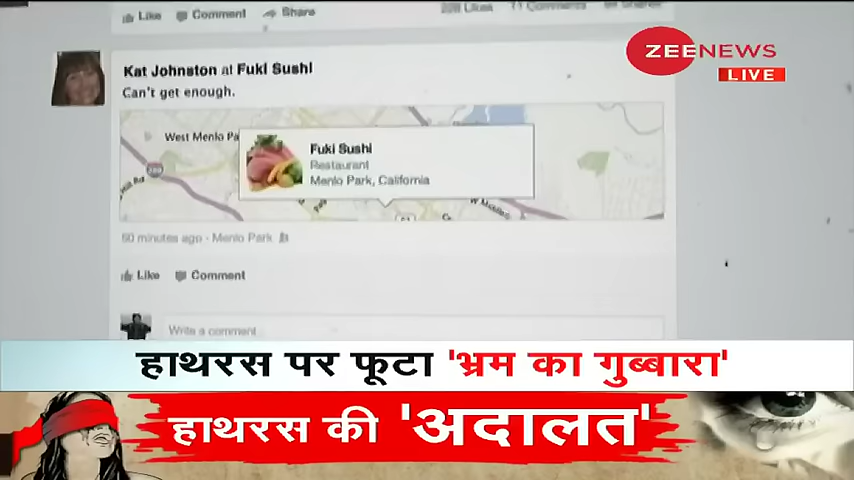 Like Comment Share
ZEENEWS
LIVE
Kat Johnston at Fuki Sushi
Can't get enough.
West Menlo Pa
Fuki Sushi
Restaurant
Menlo Park, California
280
60 minutes ago · Menlo Park
Like Comment
Write a comment...
हाथरस पर फूटा 'भ्रम का गुब्बारा'
हाथरस की 'अदालत'